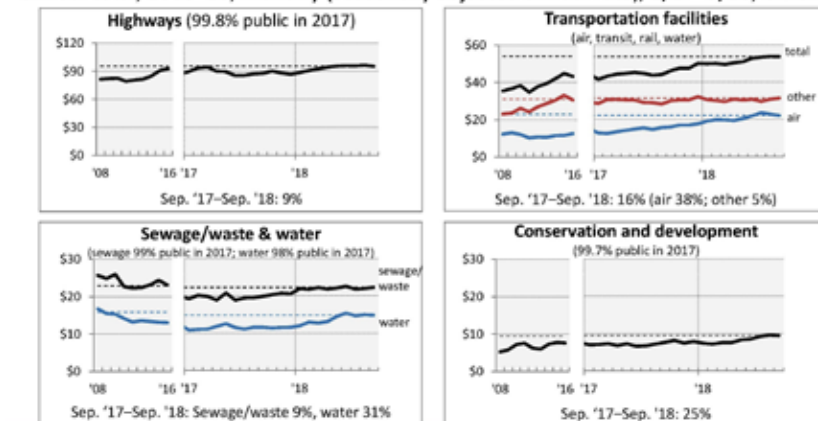 Highways (99.8% public in 2017)
$120
$90
$60
$30
$0
'08
'16
'17
'18
Sep. '17–Sep. '18: 9%
Transportation facilities
(air, transit, rail, water)
$60
$40
$20
$0
total
other
air
'08
'16
'17
'18
Sep. '17–Sep. '18: 16% (air 38%; other 5%)
Sewage/waste & water
(sewage 99% public in 2017; water 98% public in 2017)
$30
$20
$10
$0
sewage/
waste
water
'08
'16
'17
'18
Sep. '17–Sep. '18: Sewage/waste 9%, water 31%
Conservation and development
(99.7% public in 2017)
$30
$20
$10
$0
'08
'16
'17
'18
Sep. '17–Sep. '18: 25%